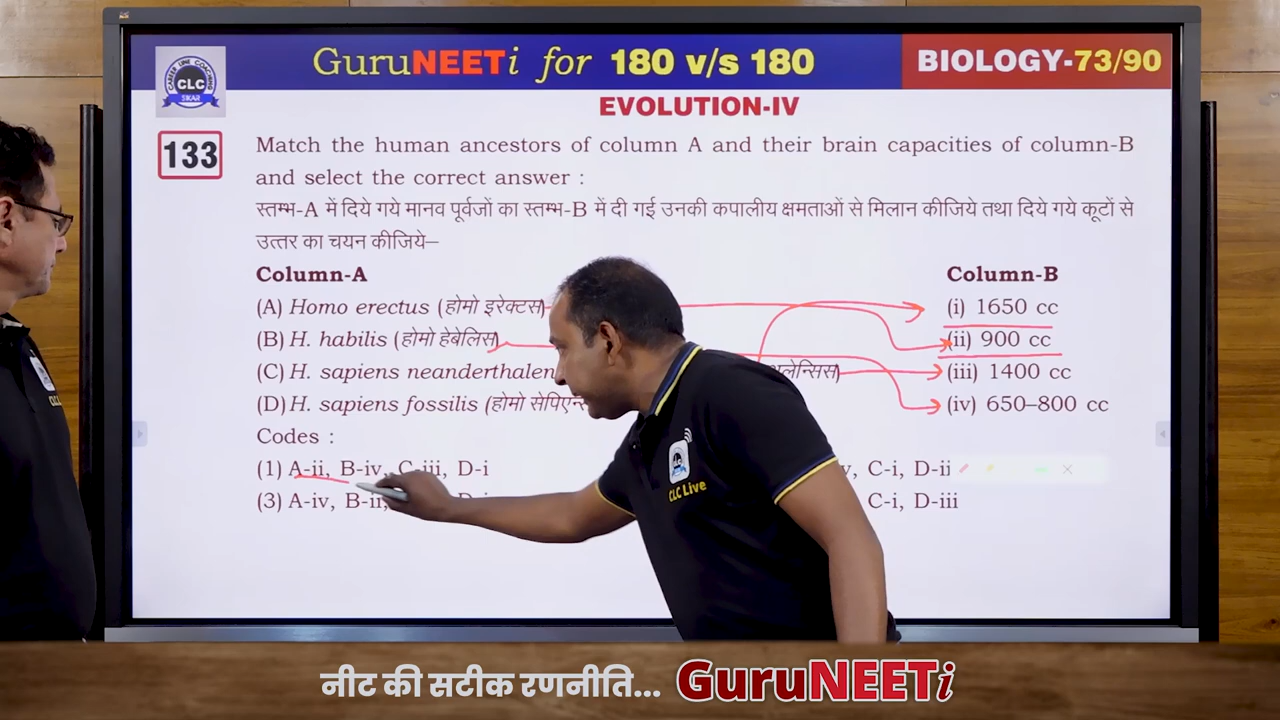 CLC
SIKAR
GuruNEETi for 180 v/s 180
BIOLOGY-73/90
EVOLUTION-IV
133
Match the human ancestors of column A and their brain capacities of column-B
and select the correct answer :
स्तम्भ-A में दिये गये मानव पूर्वजों का स्तम्भ-B में दी गई उनकी कपालीय क्षमताओं से मिलान कीजिये तथा दिये गये कूटों से
उत्तर का चयन कीजिये–
Column-A
Column-B
(A) Homo erectus (होमो इरेक्टस)
(i) 1650 cc
(B) H. habilis (होमो हेबेलिस)
(ii) 900 cc
(C) H. sapiens
(iii) 1400 cc
(D) H. sapiens fossilis (होमो
(iv) 650–800 cc
Codes :
(1) A-ii, B-iv, C-iii, D-i
C-i, D-ii
(3) A-iv, B-ii,
C-i, D-iii
CLC Live
नीट की सटीक रणनीति... GuruNEETi